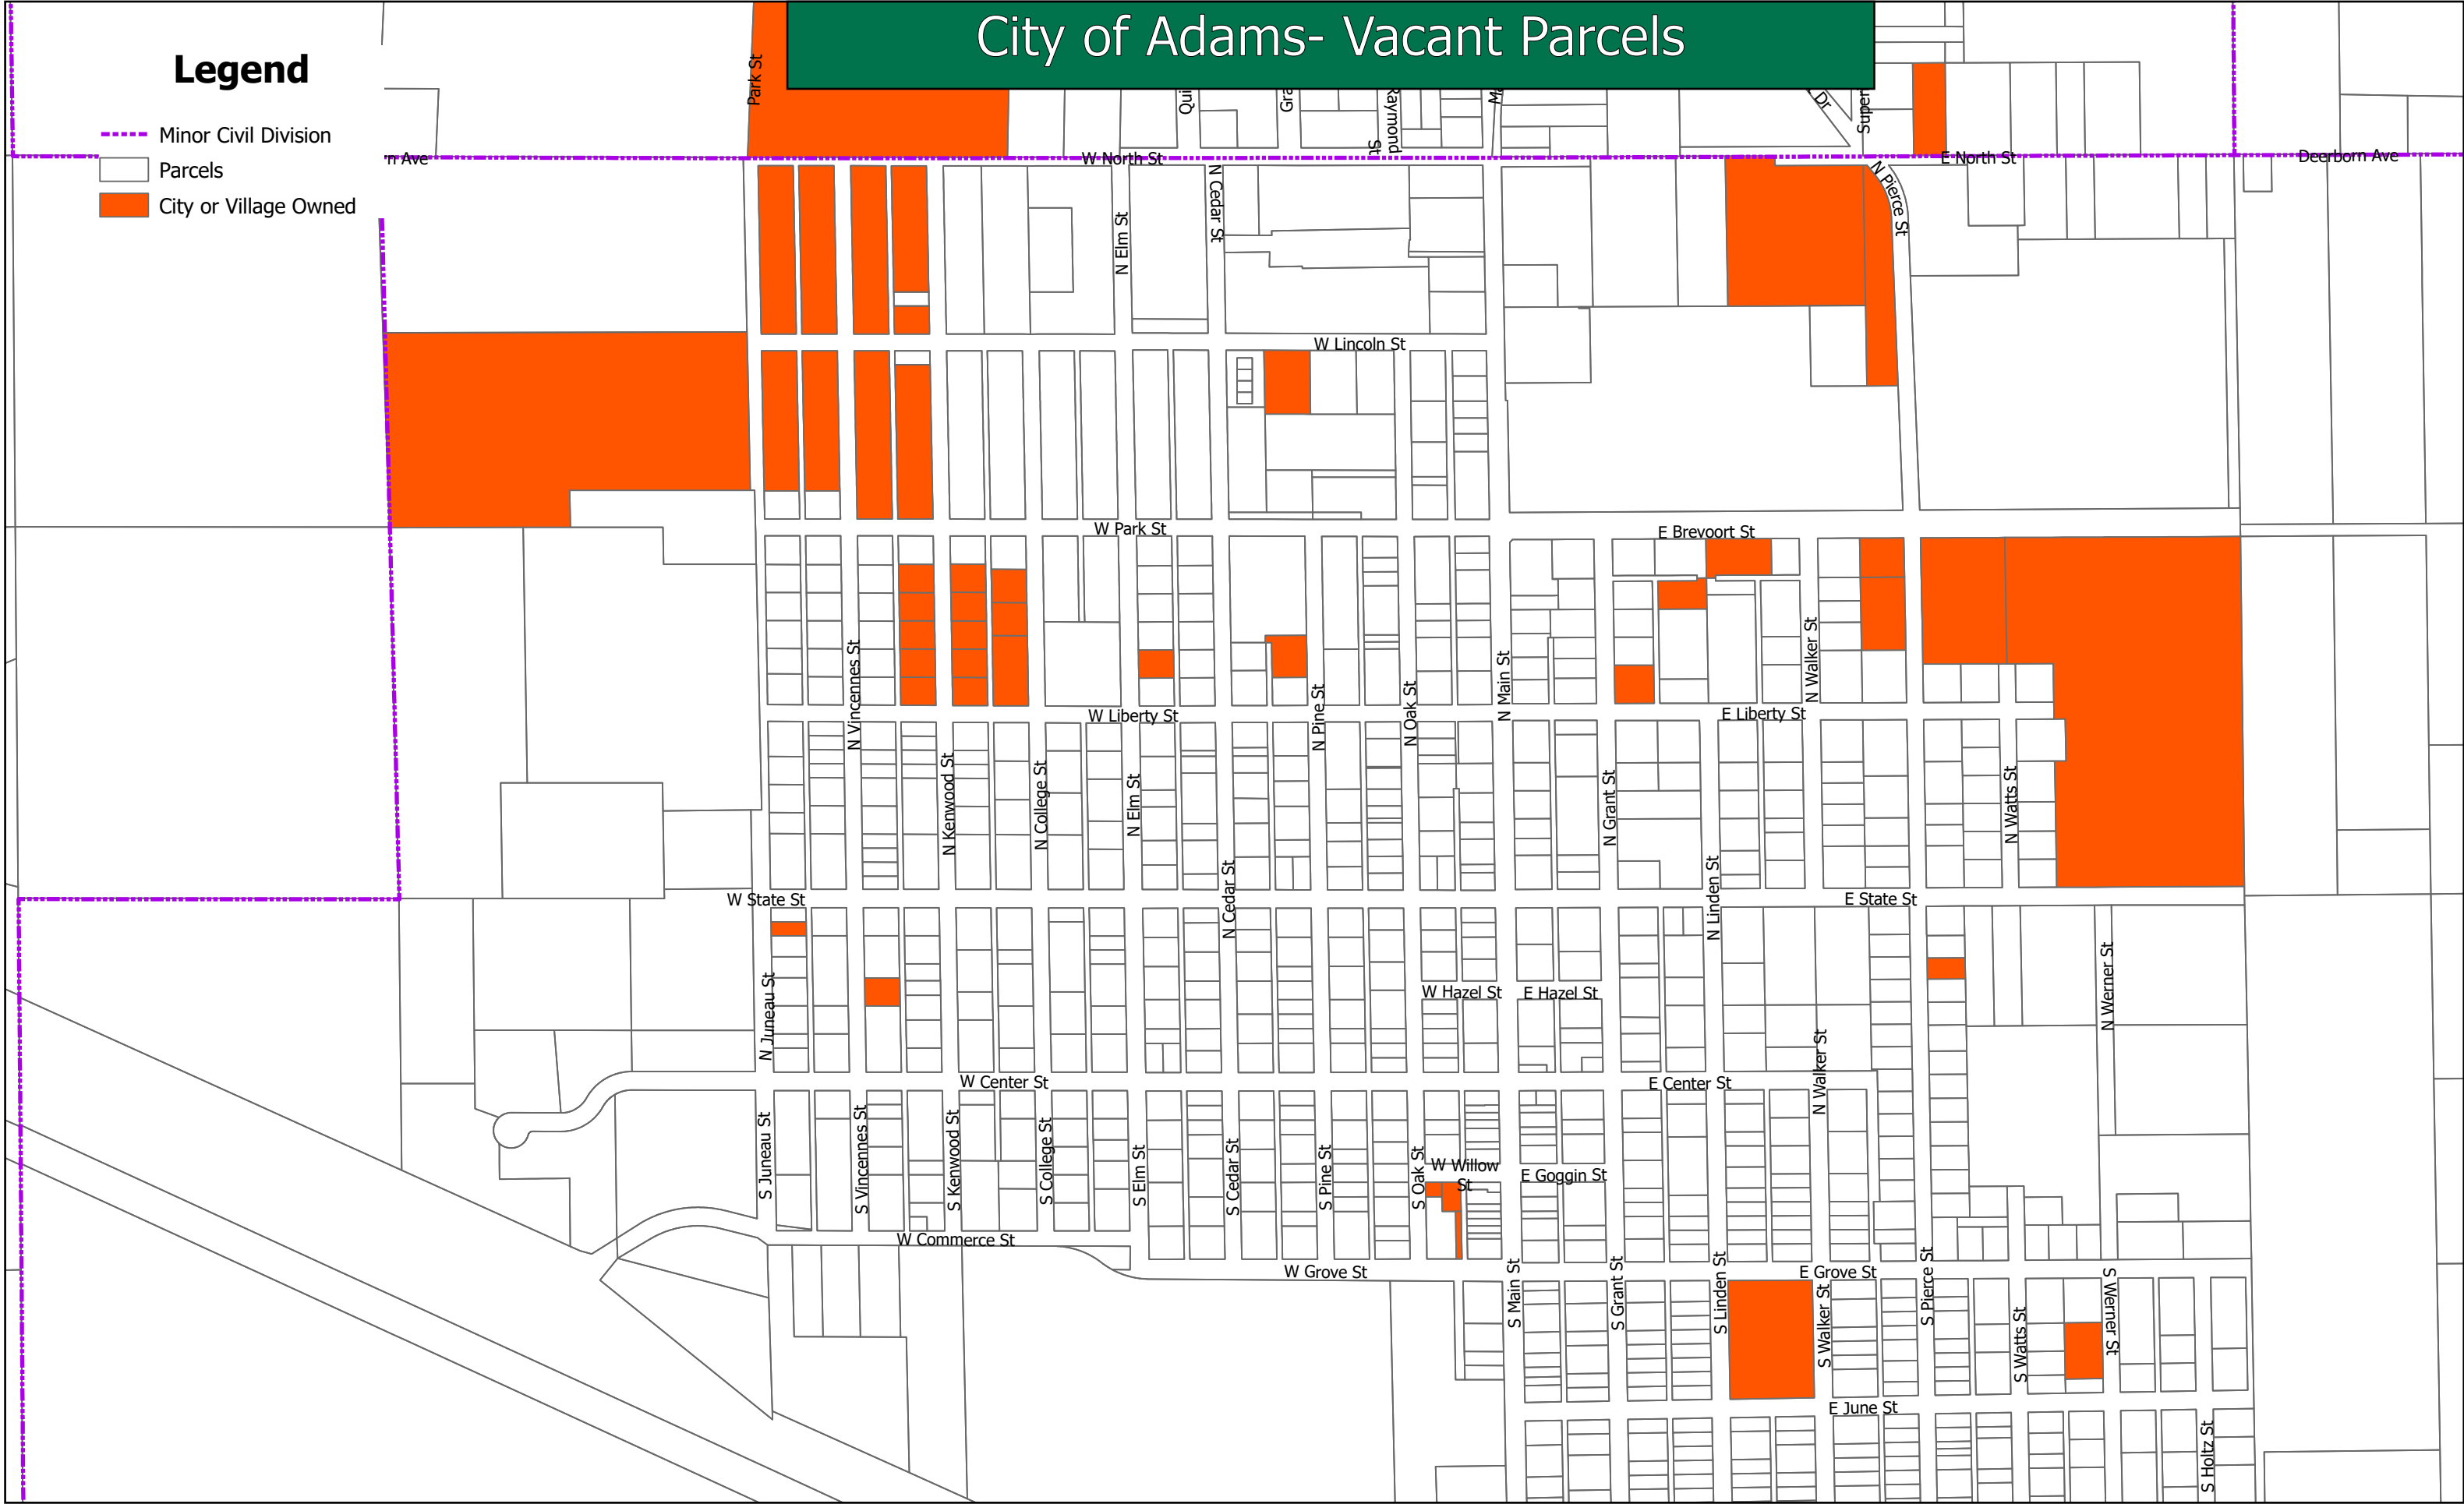 City of Adams- Vacant Parcels
Legend
Minor Civil Division
Parcels
City or Village Owned
Park St
Raymond
St
Dr
W North St
E North St
Deerborn Ave
n Ave
N Elm St
N Cedar St
N Pierce St
W Lincoln St
W Park St
E Brevoort St
N Vincennes St
N Pine St
N Oak St
N Main St
N Walker St
W Liberty St
E Liberty St
N Kenwood St
N College St
N Elm St
N Grant St
N Watts St
N Cedar St
N Linden St
W State St
E State St
N Juneau St
W Hazel St
E Hazel St
N Werner St
N Walker St
W Center St
E Center St
S Juneau St
S Vincennes St
S Kenwood St
S College St
S Elm St
S Cedar St
S Pine St
S Oak St
W Willow
St
E Goggin St
W Commerce St
W Grove St
E Grove St
S Main St
S Grant St
S Linden St
S Walker St
S Pierce St
S Watts St
S Werner St
E June St
S Holtz St